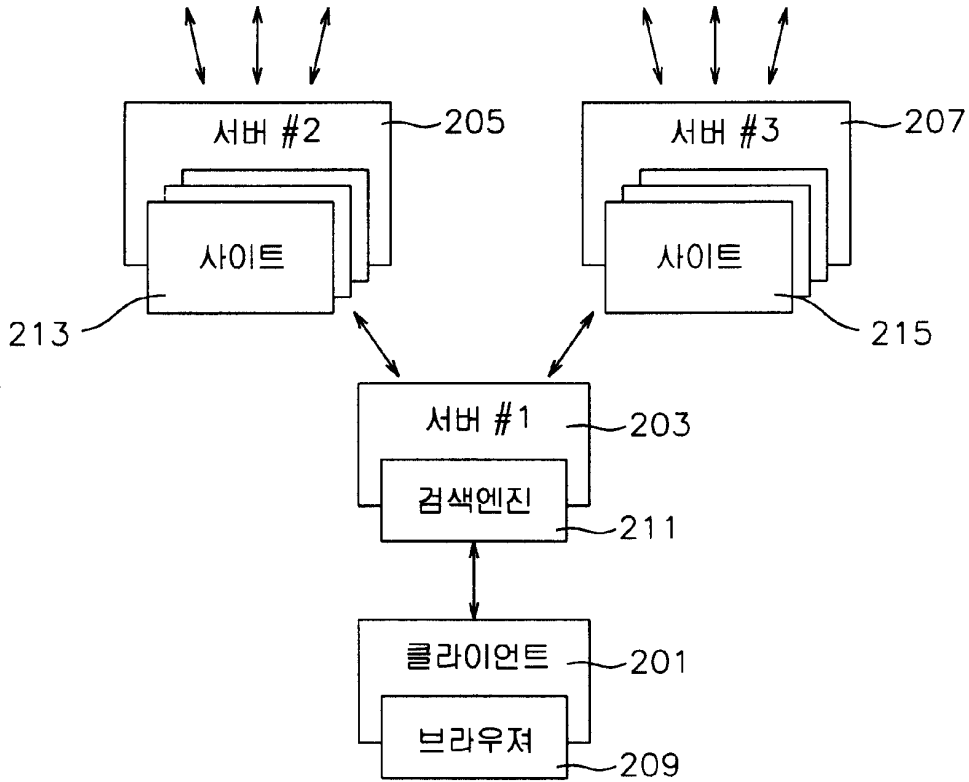 서버 #2
205
서버 #3
207
사이트
사이트
213
215
서버 #1
203
검색엔진
211
클라이언트
201
브라우져
209